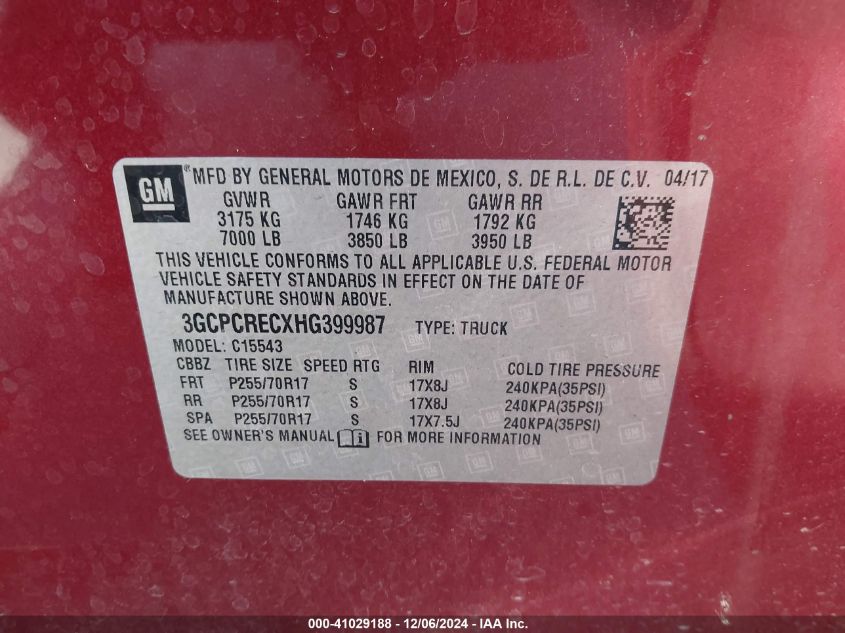 GM ® MFD BY GENERAL MOTORS DE MEXICO, S. DE R.L. DE C.V. 04/17
GVWR GAWR FRT GAWR RR
3175 KG 1746 KG 1792 KG
7000 LB 3850 LB 3950 LB
THIS VEHICLE CONFORMS TO ALL APPLICABLE U.S. FEDERAL MOTOR
VEHICLE SAFETY STANDARDS IN EFFECT ON THE DATE OF
MANUFACTURE SHOWN ABOVE.
3GCPCRECXHG399987 TYPE: TRUCK
MODEL: C15543
CBBZ TIRE SIZE SPEED RTG RIM COLD TIRE PRESSURE
FRT P255/70R17 S 17X8J 240KPA(35PSI)
RR P255/70R17 S 17X8J 240KPA(35PSI)
SPA P255/70R17 S 17X7.5J 240KPA(35PSI)
SEE OWNER'S MANUAL FOR MORE INFORMATION
000-41029188 - 12/06/2024 - IAA Inc.